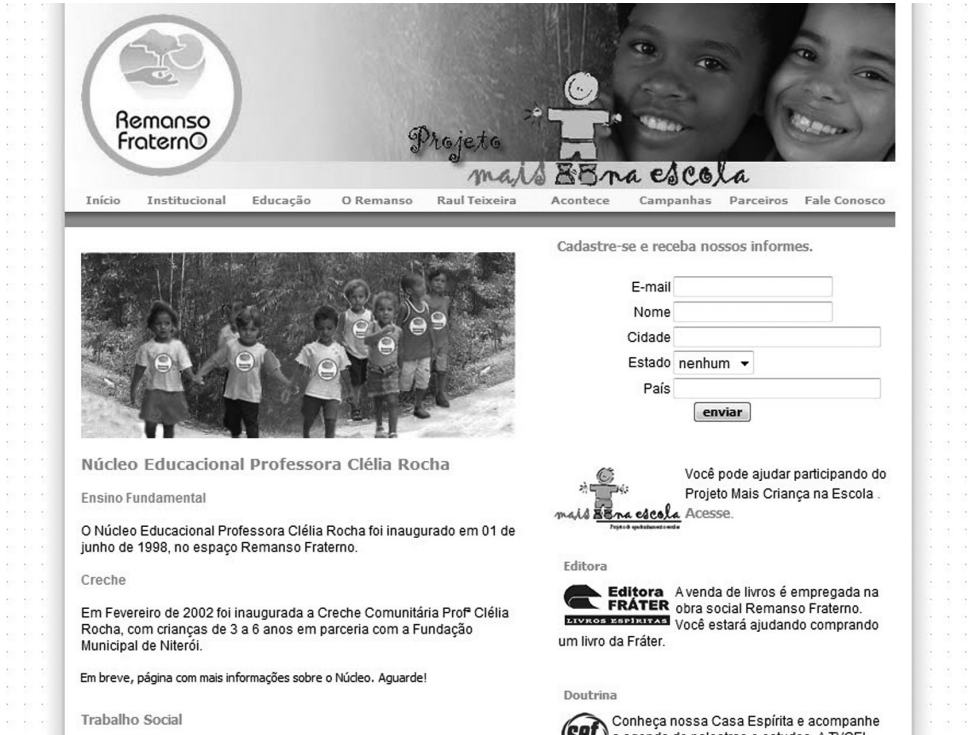 Remanso
FraternO
Projeto
mais na escola
Início Institucional Educação O Remanso Raul Teixeira Acontece Campanhas Parceiros Fale Conosco
Núcleo Educacional Professora Clélia Rocha
Ensino Fundamental
O Núcleo Educacional Professora Clélia Rocha foi inaugurado em 01 de
junho de 1998, no espaço Remanso Fraterno.
Creche
Em Fevereiro de 2002 foi inaugurada a Creche Comunitária Profª Clélia
Rocha, com crianças de 3 a 6 anos em parceria com a Fundação
Municipal de Niterói.
Em breve, página com mais informações sobre o Núcleo. Aguarde!
Trabalho Social
Cadastre-se e receba nossos informes.
E-mail
Nome
Cidade
Estado nenhum
País
enviar
mais na escola
Você pode ajudar participando do
Projeto Mais Criança na Escola .
Acesse.
Editora
Editora
FRÁTER
LIVROS ESPÍRITAS
A venda de livros é empregada na
obra social Remanso Fraterno.
Você estará ajudando comprando
um livro da Fráter.
Doutrina
sef
Conheça nossa Casa Espírita e acompanhe